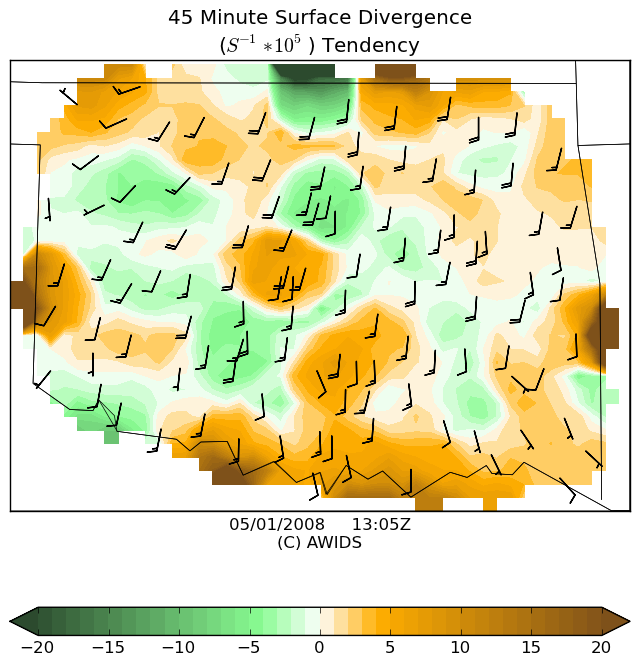 45 Minute Surface Divergence
(S⁻¹ *10⁵ ) Tendency
05/01/2008 13:05Z
(C) AWIDS
−20 −15 −10 −5 0 5 10 15 20